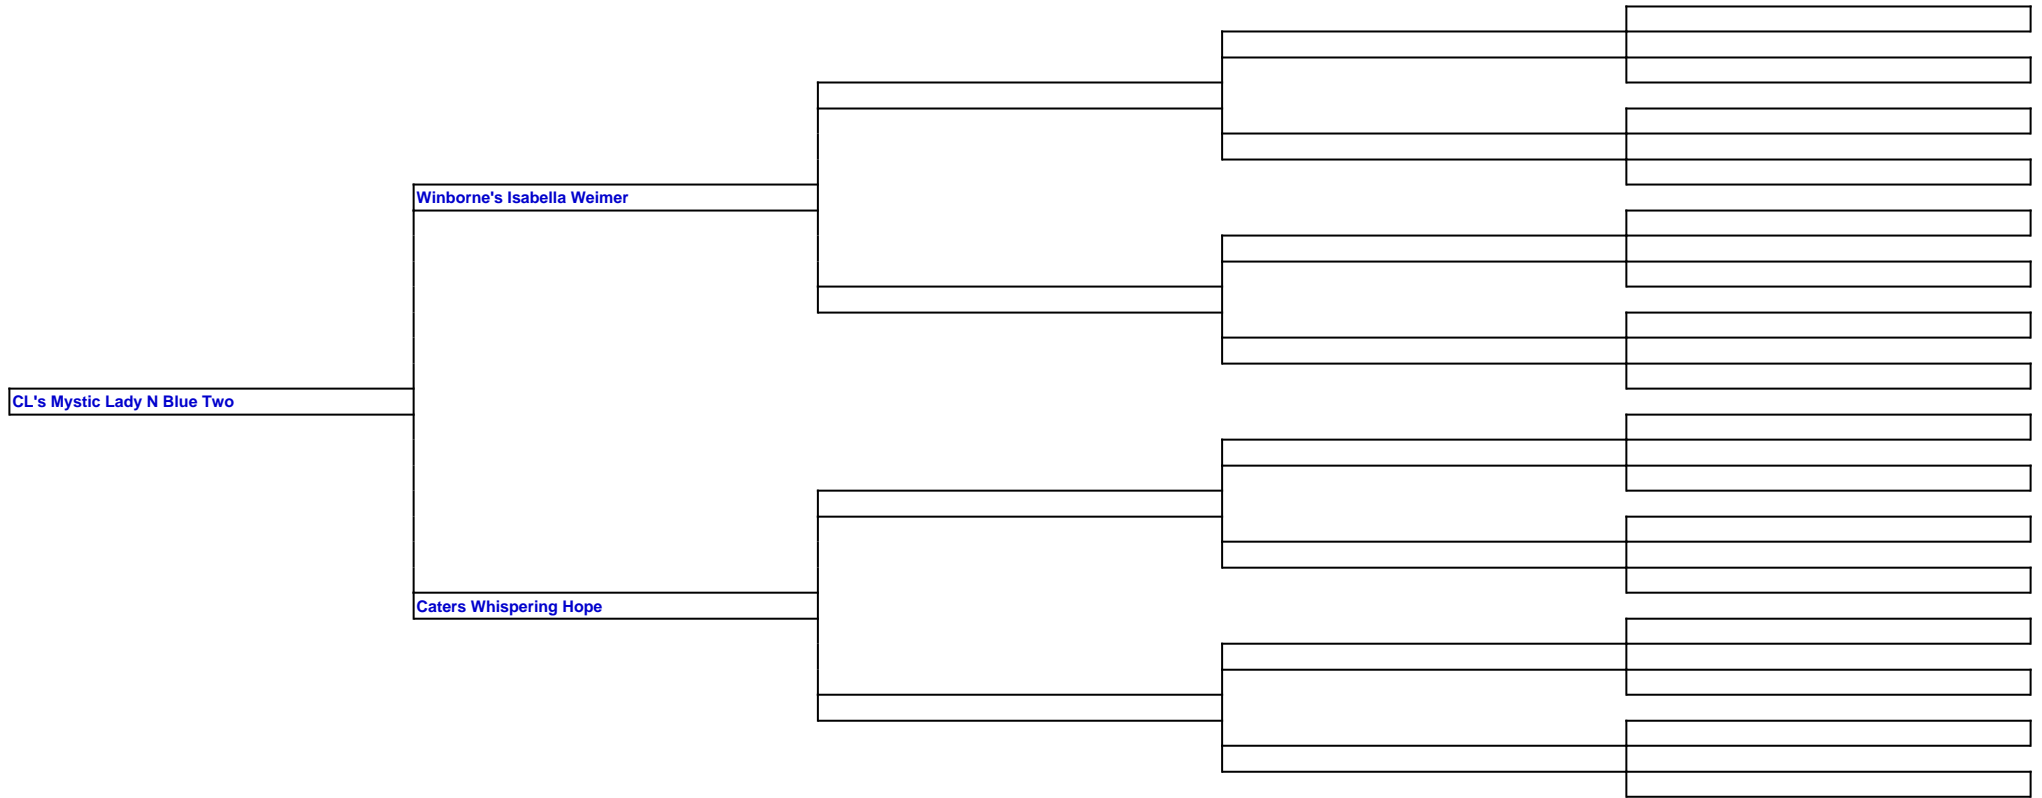 Winborne's Isabella Weimer
CL's Mystic Lady N Blue Two
Caters Whispering Hope